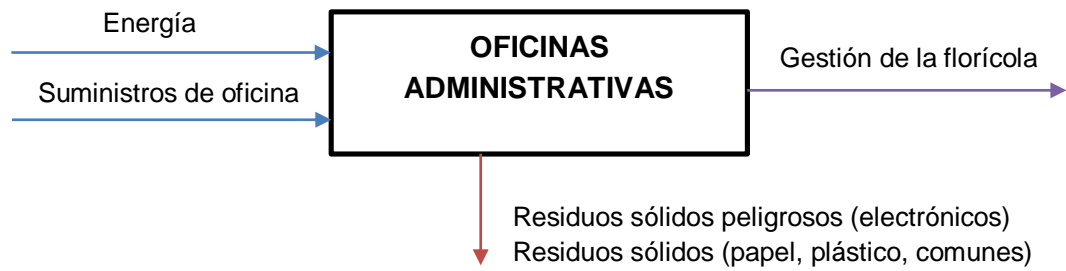 Energía
Suministros de oficina
OFICINAS
ADMINISTRATIVAS
Gestión de la florícola
Residuos sólidos peligrosos (electrónicos)
Residuos sólidos (papel, plástico, comunes)